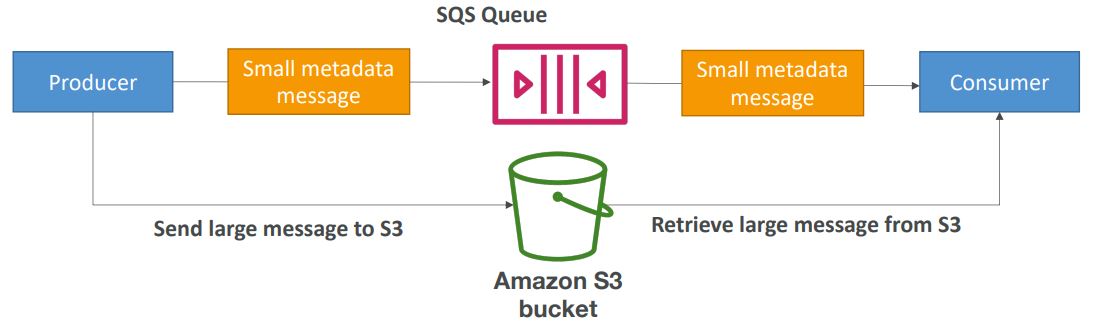 SQS Queue
Producer
Small metadata
message
Small metadata
message
Consumer
Send large message to S3
Retrieve large message from S3
Amazon S3
bucket